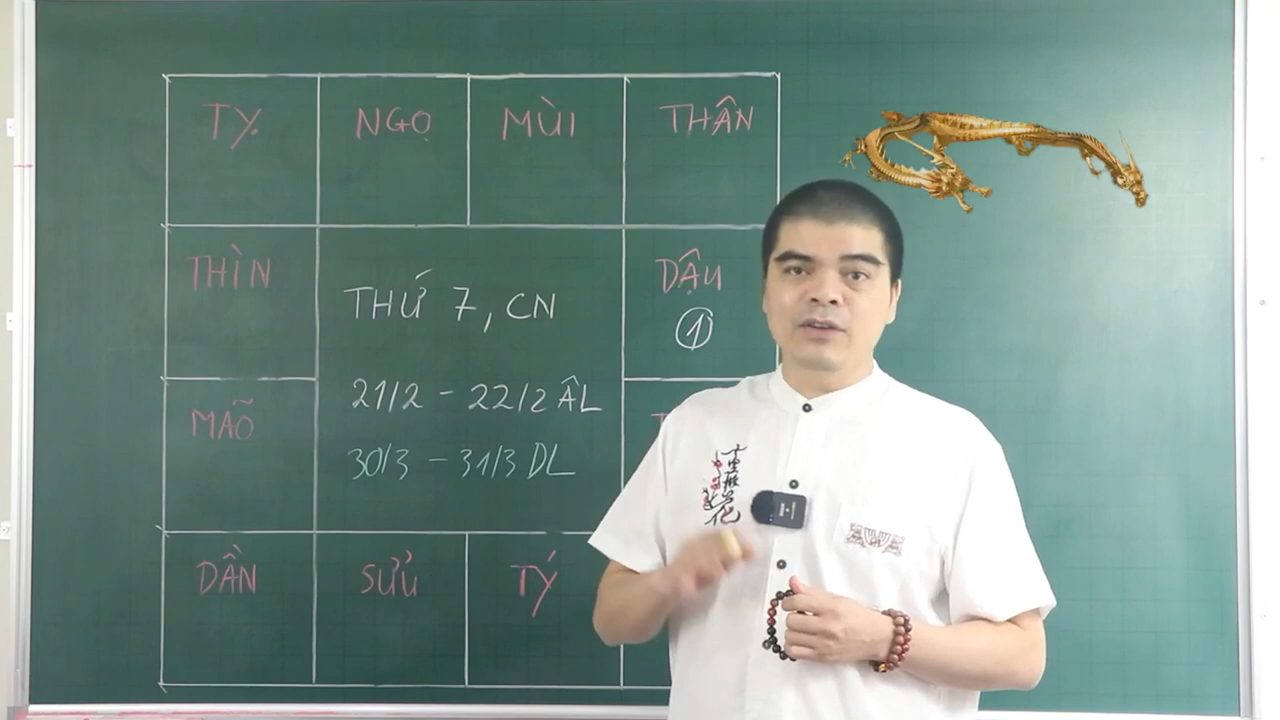 TỴ
NGỌ
MÙI
THÂN
THÌN
DẬU
①
THỨ 7, CN
21/2 - 22/2 ÂL
30/3 - 31/3 DL
MÃO
DẦN
SỬU
TÝ